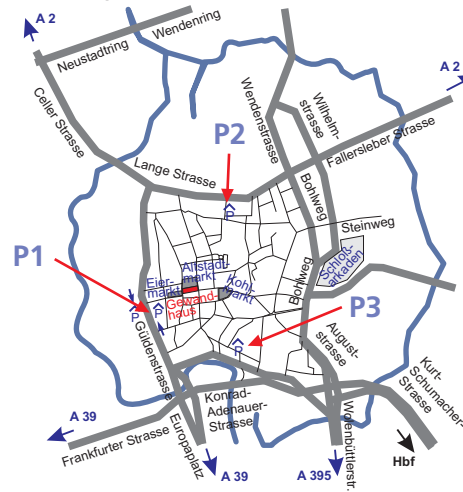 A 2
Wendenring
Neustadtring
A 2
Celler Strasse
Wendenstrasse
Wilhelm-
strasse
P2
Fallersleber Strasse
Lange Strasse
Bohlweg
P
Steinweg
P1
Altstadt-
markt
Schloß-
arkaden
Eier-
markt
Kohl-
markt
Bohlweg
Gewand-
haus
P
P
P3
Güldenstrasse
P
August-
strasse
Kurt-
Schumacher-
Strasse
Konrad-
Adenauer-
Strasse
A 39
Frankfurter Strasse
Europaplatz
Wolfenbüttlerstr.
Hbf
A 39
A 395